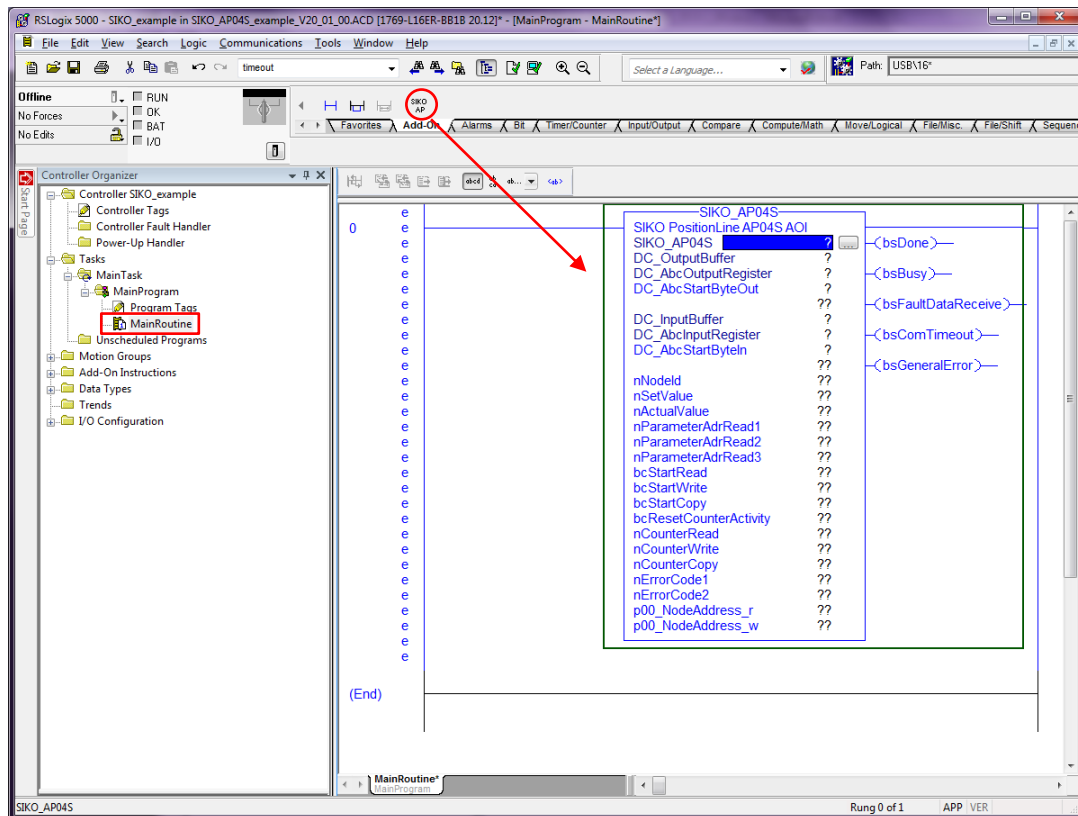 RSLogix 5000 - SIKO_example in SIKO_AP04S_example_V20_01_00.ACD [1769-L16ER-BB1B 20.12]* - [MainProgram - MainRoutine*]
File Edit View Search Logic Communications Tools Window Help
timeout
Select a Language...
Path: USB\16*
Offline
No Forces
No Edits
RUN
OK
BAT
I/O
SIKO
AP
Favorites Add-On Alarms Bit Timer/Counter Input/Output Compare Compute/Math Move/Logical File/Misc. File/Shift Sequen
Start Page
Controller Organizer
Controller SIKO_example
Controller Tags
Controller Fault Handler
Power-Up Handler
Tasks
MainTask
MainProgram
Program Tags
MainRoutine
Unscheduled Programs
Motion Groups
Add-On Instructions
Data Types
Trends
I/O Configuration
abcd
ab...
<ab>
e SIKO_AP04S
0 e SIKO PositionLine AP04S AOI
e SIKO_AP04S ? ... (bsDone)
e DC_OutputBuffer ?
e DC_AbcOutputRegister ? (bsBusy)
e DC_AbcStartByteOut ?
e ?? (bsFaultDataReceive)
e DC_InputBuffer ?
e DC_AbcInputRegister ? (bsComTimeout)
e DC_AbcStartByteIn ?
e ?? (bsGeneralError)
e nNodeId ??
e nSetValue ??
e nActualValue ??
e nParameterAdrRead1 ??
e nParameterAdrRead2 ??
e nParameterAdrRead3 ??
e bcStartRead ??
e bcStartWrite ??
e bcStartCopy ??
e bcResetCounterActivity ??
e nCounterRead ??
e nCounterWrite ??
e nCounterCopy ??
e nErrorCode1 ??
e nErrorCode2 ??
e p00_NodeAddress_r ??
e p00_NodeAddress_w ??
e
e
(End)
MainRoutine*
MainProgram
SIKO_AP04S
Rung 0 of 1 APP VER